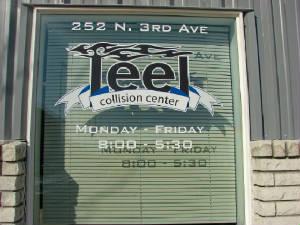 252 N. 3RD AVE
Teel
collision center
MONDAY - FRIDAY
8:00 - 5:30